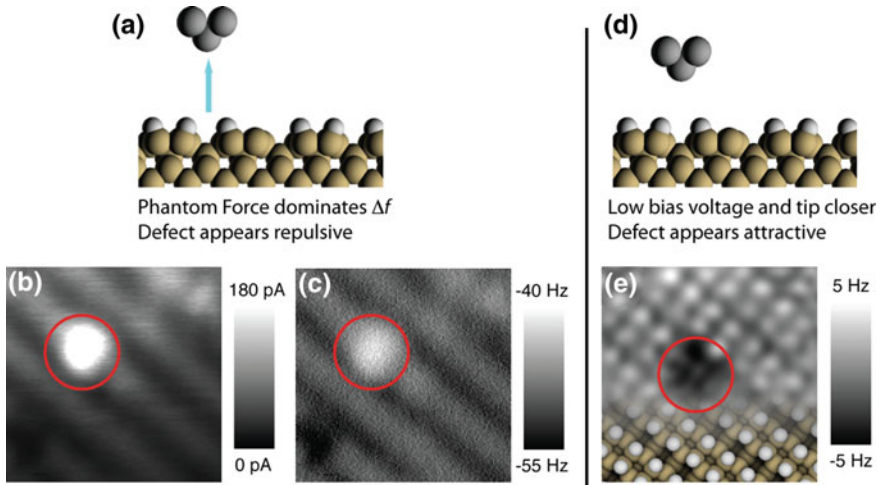 (a)
Phantom Force dominates Δf
Defect appears repulsive
(b)
180 pA
0 pA
(c)
-40 Hz
-55 Hz
(d)
Low bias voltage and tip closer
Defect appears attractive
(e)
5 Hz
-5 Hz